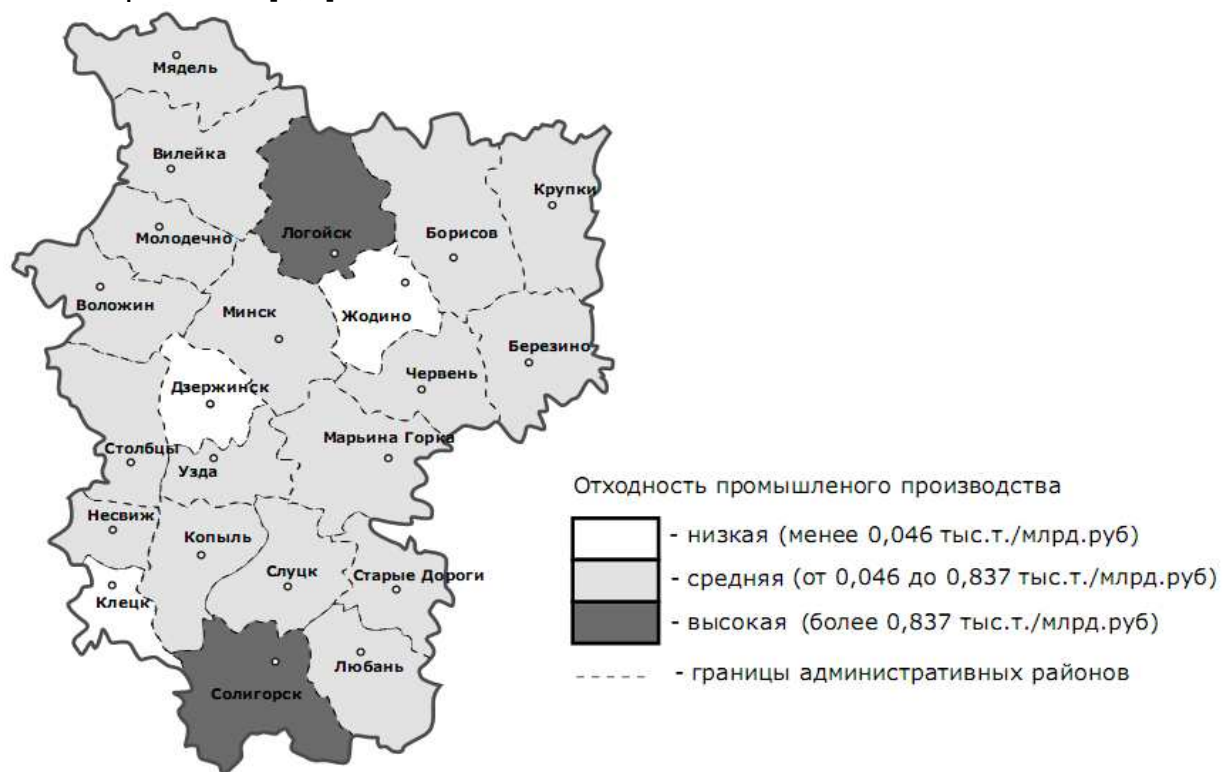 Мядель
Вилейка
Крупки
Молодечно
Логойск
Борисов
Воложин
Минск
Жодино
Березино
Дзержинск
Червень
Столбцы
Марьина Горка
Узда
Несвиж
Копыль
Слуцк
Старые Дороги
Клецк
Любань
Солигорск
Отходность промышленого производства
- низкая (менее 0,046 тыс.т./млрд.руб)
- средняя (от 0,046 до 0,837 тыс.т./млрд.руб)
- высокая (более 0,837 тыс.т./млрд.руб)
- границы административных районов